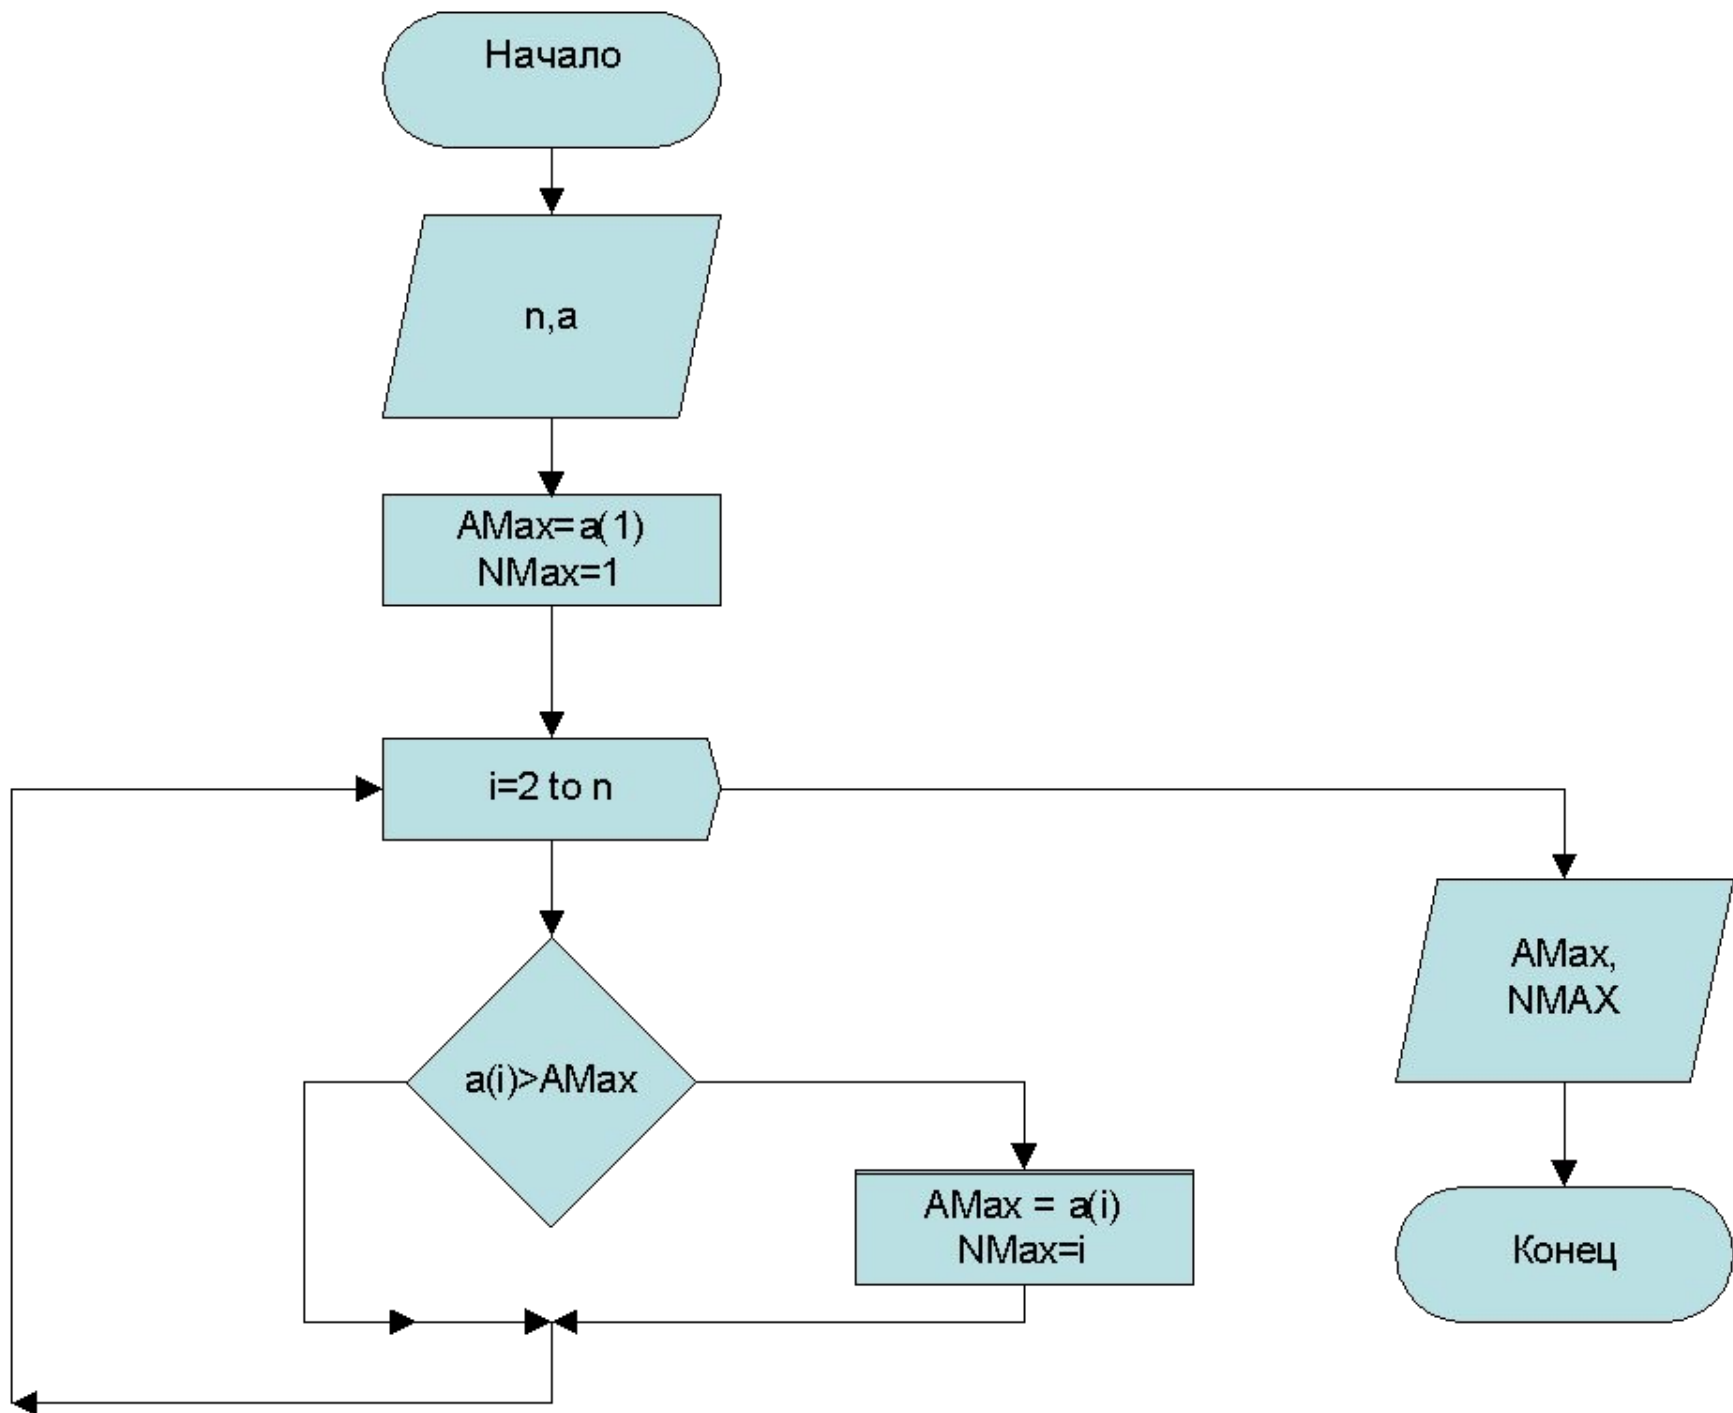 Начало
n,a
AMax=a(1)
NMax=1
i=2 to n
a(i)>AMax
AMax = a(i)
NMax=i
AMax,
NMAX
Конец